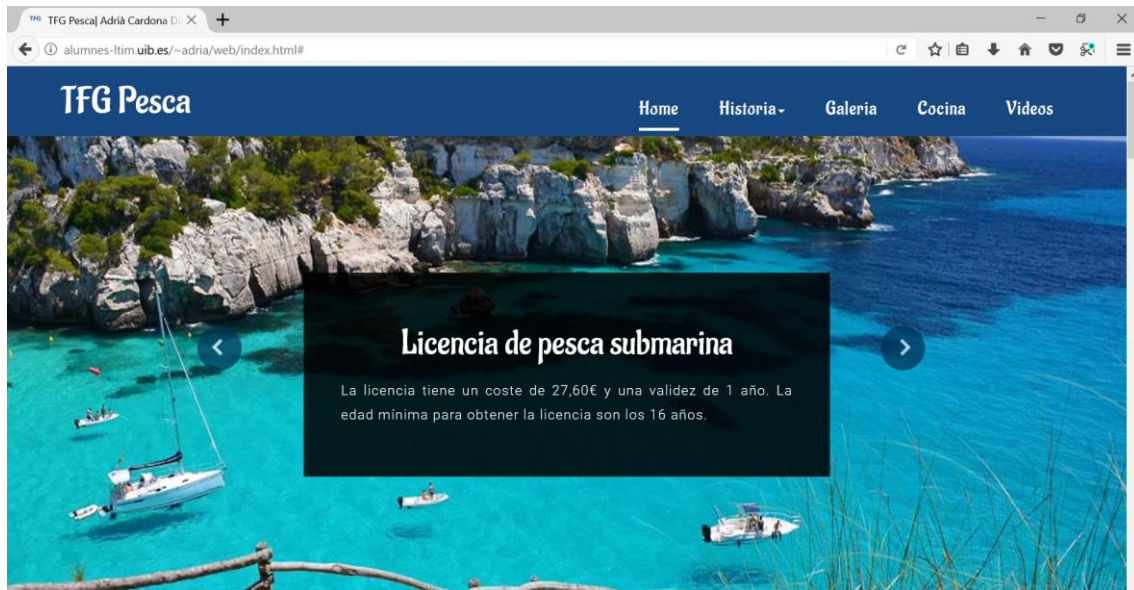 TFG TFG Pesca| Adrià Cardona D
alumnes-ltim.uib.es/~adria/web/index.html#
TFG Pesca
Home Historia Galeria Cocina Videos
Licencia de pesca submarina
La licencia tiene un coste de 27,60€ y una validez de 1 año. La
edad mínima para obtener la licencia son los 16 años.